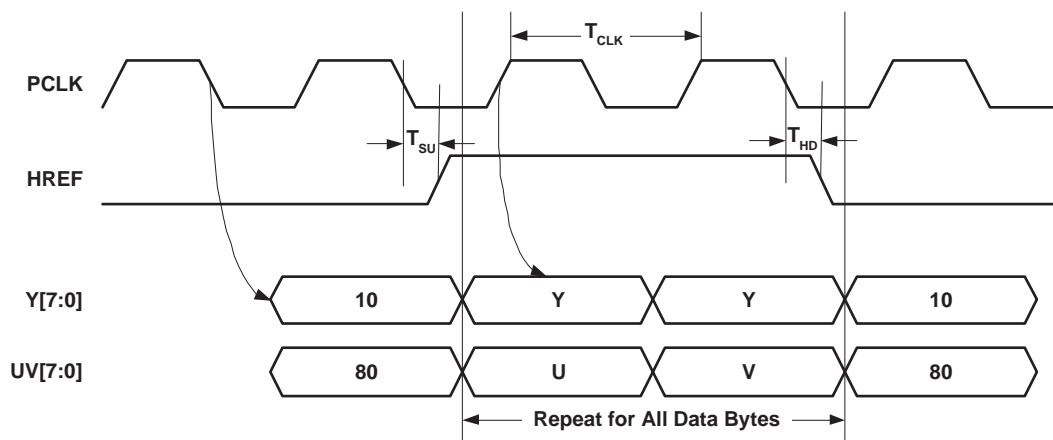 T_CLK
PCLK
T_SU
T_HD
HREF
Y[7:0]
10
Y
Y
10
UV[7:0]
80
U
V
80
Repeat for All Data Bytes